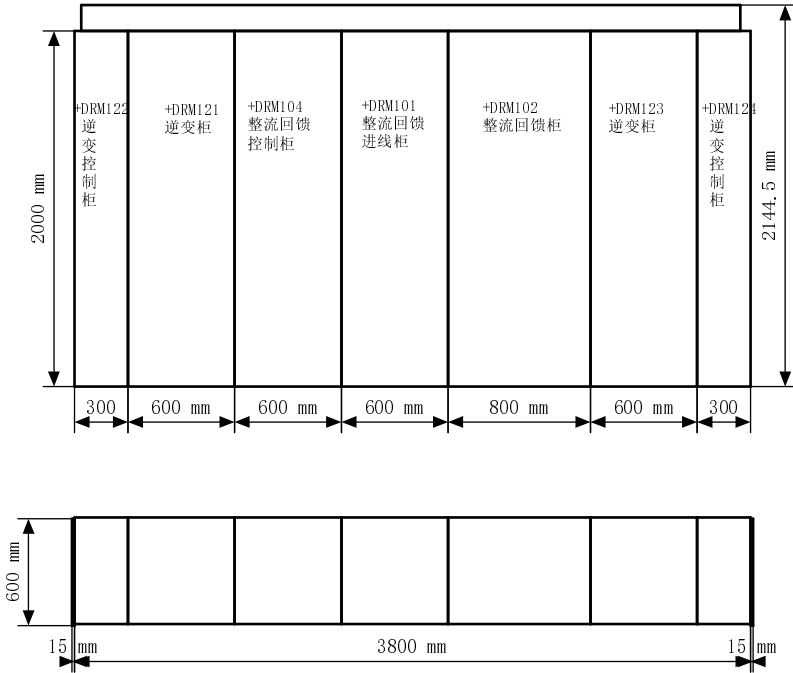 +DRM122
逆
变
控
制
柜
+DRM121
逆变柜
+DRM104
整流回馈
控制柜
+DRM101
整流回馈
进线柜
+DRM102
整流回馈柜
+DRM123
逆变柜
+DRM124
逆
变
控
制
柜
2000 mm
2144.5 mm
300
600 mm
600 mm
600 mm
800 mm
600 mm
300
600 mm
15 mm
3800 mm
15 mm